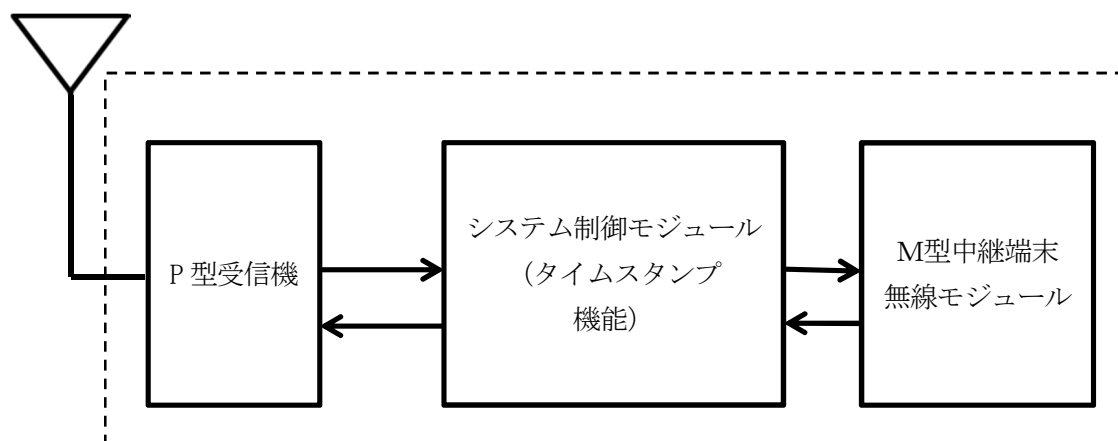 P 型受信機
システム制御モジュール
（タイムスタンプ
機能）
M型中継端末
無線モジュール